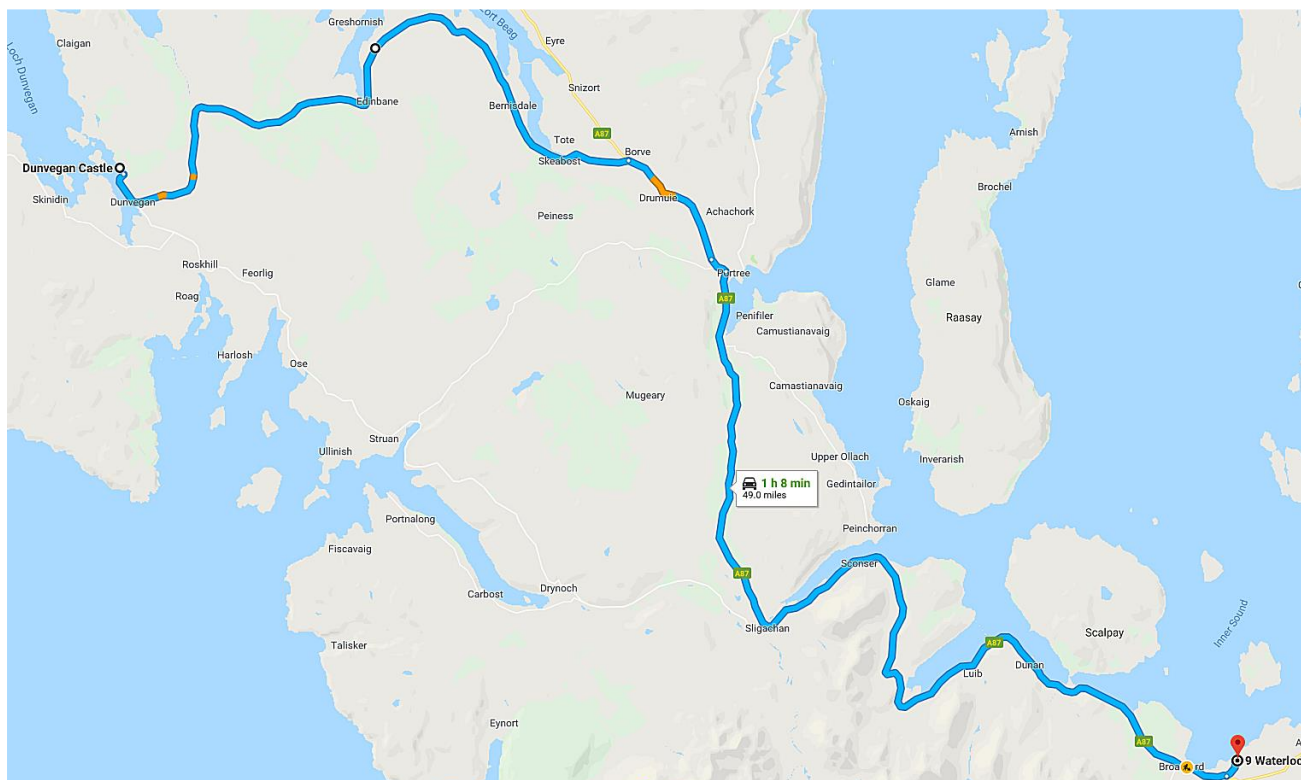 Greshornish
Claigan
Loch Dunvegan
ort Beag
Eyre
Snizort
Edinbane
Bernisdale
A87
Tote
Borve
Skeabost
Arnish
Dunvegan Castle
Skinidin
Dunvegan
Drumuie
Brochel
Peiness
Achachork
Roskhill
Feorlig
Portree
Roag
A87
Glame
Penifiler
Raasay
Camustianavaig
Harlosh
Ose
Camastianavaig
Mugeary
Oskaig
Struan
Ullinish
Upper Ollach
Inverarish
1 h 8 min
49.0 miles
Gedintailor
Portnalong
Peinchorran
Fiscavaig
Sconser
A87
Drynoch
Carbost
Inner Sound
Sligachan
Scalpay
Talisker
A87
Luib
Dunan
Eynort
A87
9 Waterloo